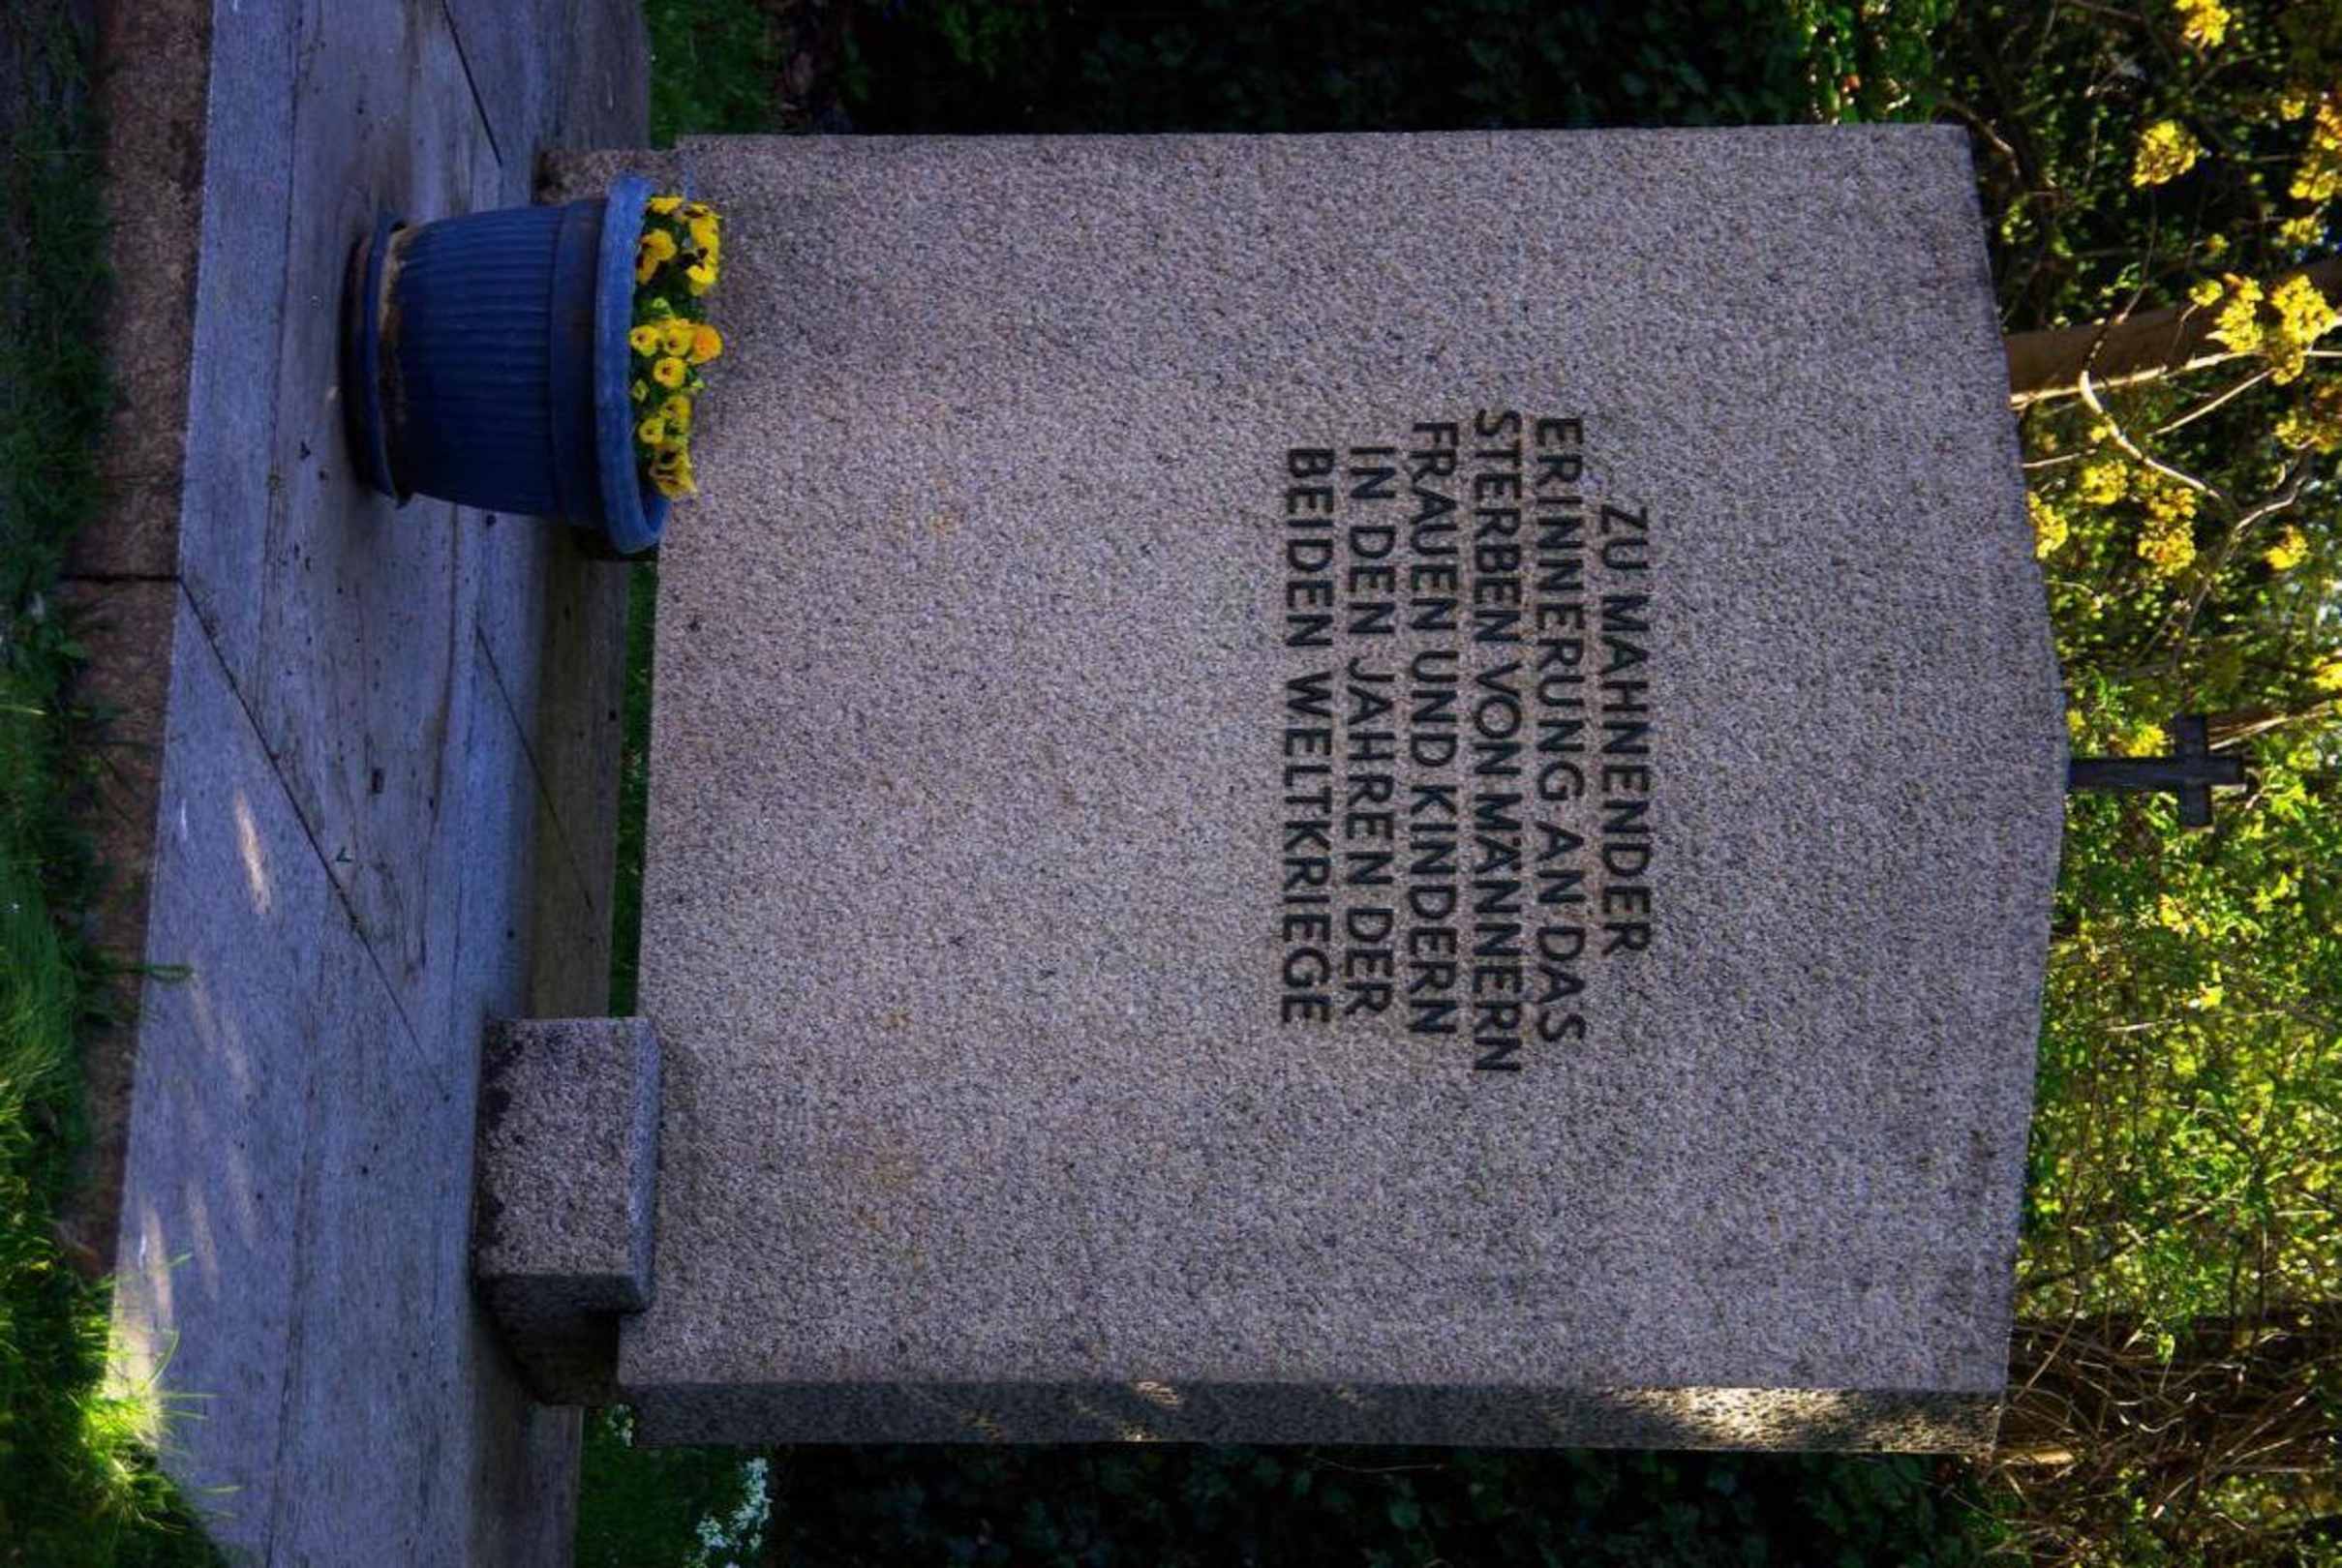 ZU MAHNENDER
ERINNERUNG AN DAS
STERBEN VON MÄNNERN
FRAUEN UND KINDERN
IN DEN JAHREN DER
BEIDEN WELTKRIEGE